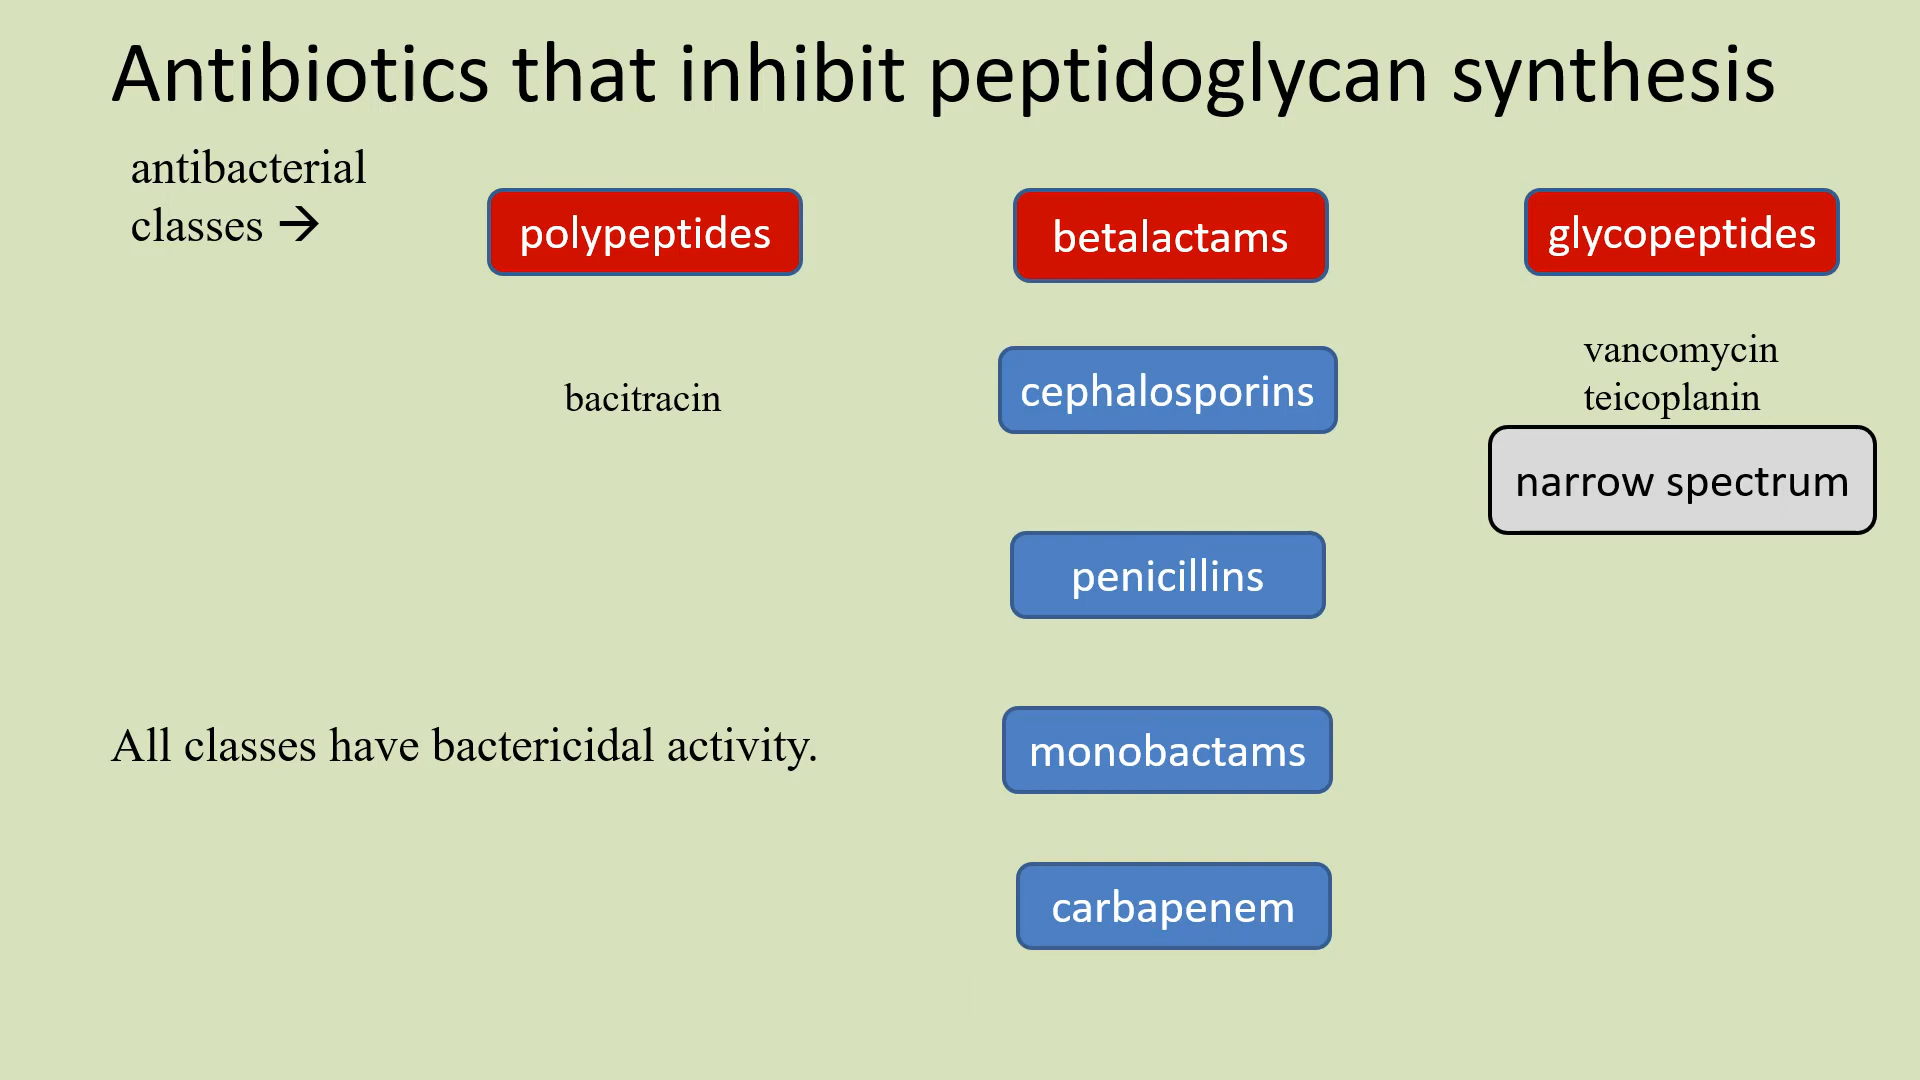 Antibiotics that inhibit peptidoglycan synthesis
antibacterial
classes →
polypeptides
betalactams
glycopeptides
bacitracin
cephalosporins
vancomycin
teicoplanin
narrow spectrum
penicillins
All classes have bactericidal activity.
monobactams
carbapenem